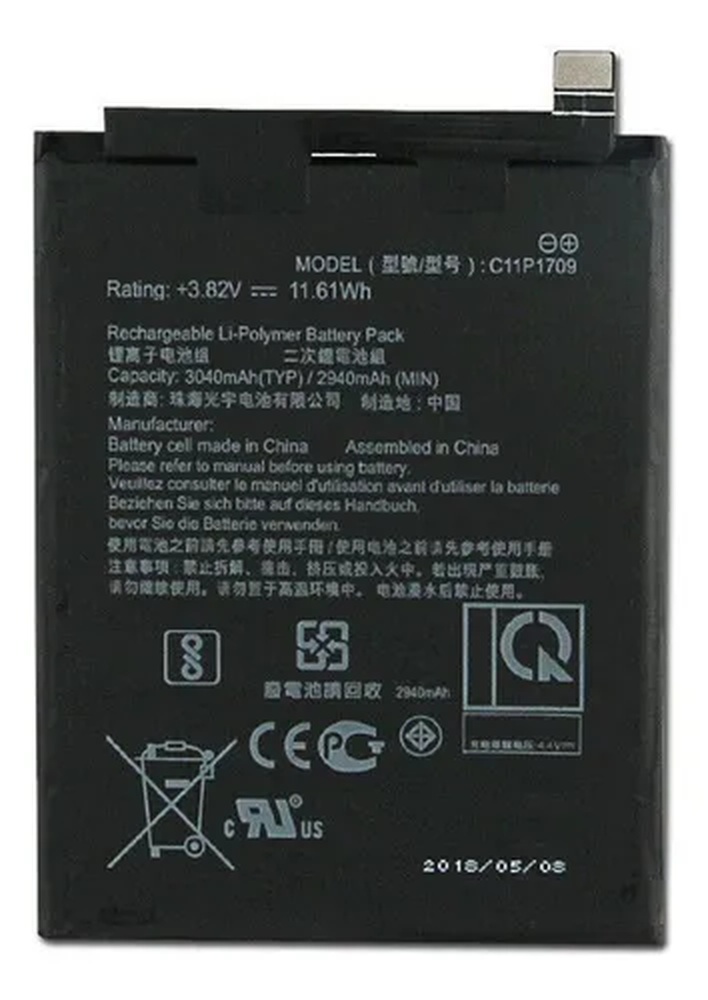 ⊖⊕
MODEL ( 型號/型号 ) : C11P1709
Rating: +3.82V ⎓ 11.61Wh
Rechargeable Li-Polymer Battery Pack
锂离子电池组 二次鋰電池組
Capacity: 3040mAh(TYP) / 2940mAh (MIN)
制造商: 珠海光宇电池有限公司 制造地 : 中国
Manufacturer:
Battery cell made in China Assembled in China
Please refer to manual before using battery.
Veuillez consulter le manuel d'utilisation avant d'utiliser la batterie
Beziehen Sie sich bitte auf dieses Handbuch,
bevor Sie die Batterie verwenden.
使用電池之前請先參考使用手冊 / 使用电池之前请先参考使用手册
注意事項 : 禁止拆解、撞击、挤压或投入火中。若出现严重鼓胀,
请勿继续使用。请勿置于高温环境中。 电池浸水后禁止使用。
廢電池請回收 2940mAh
CE
4.4V
c UR US
2018/05/08